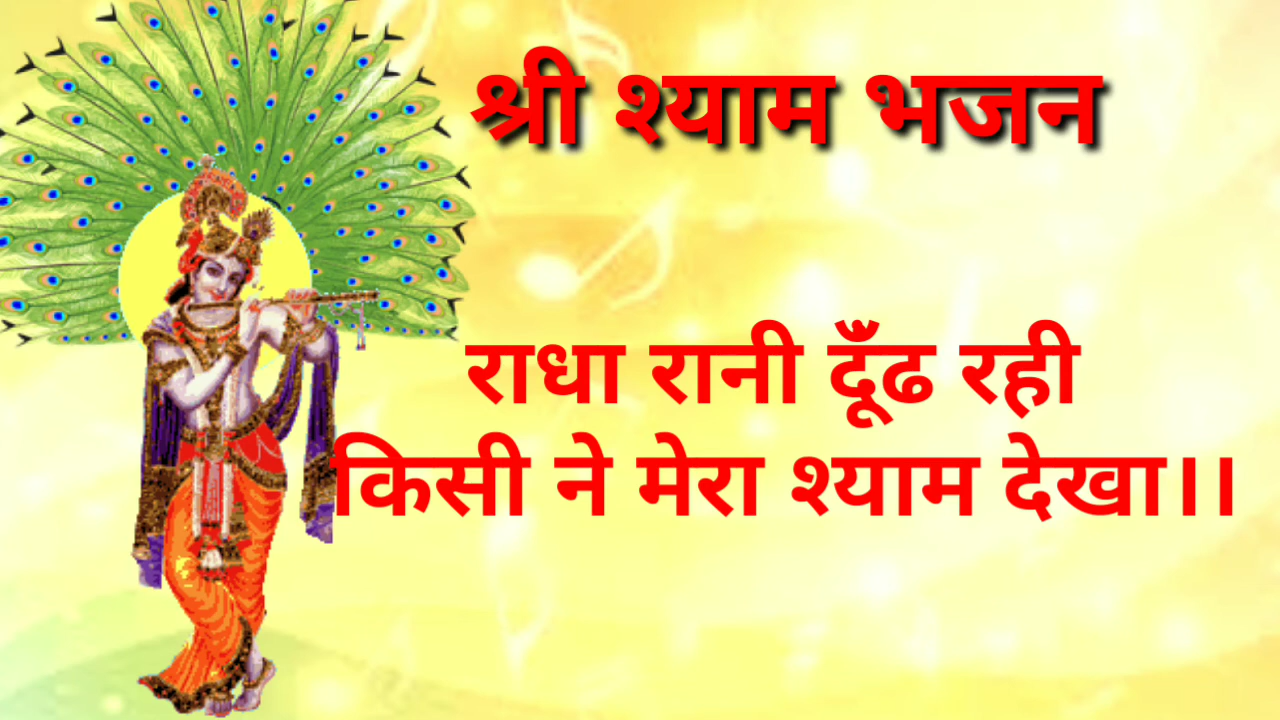 श्री श्याम भजन
राधा रानी दूँढ रही
किसी ने मेरा श्याम देखा।।